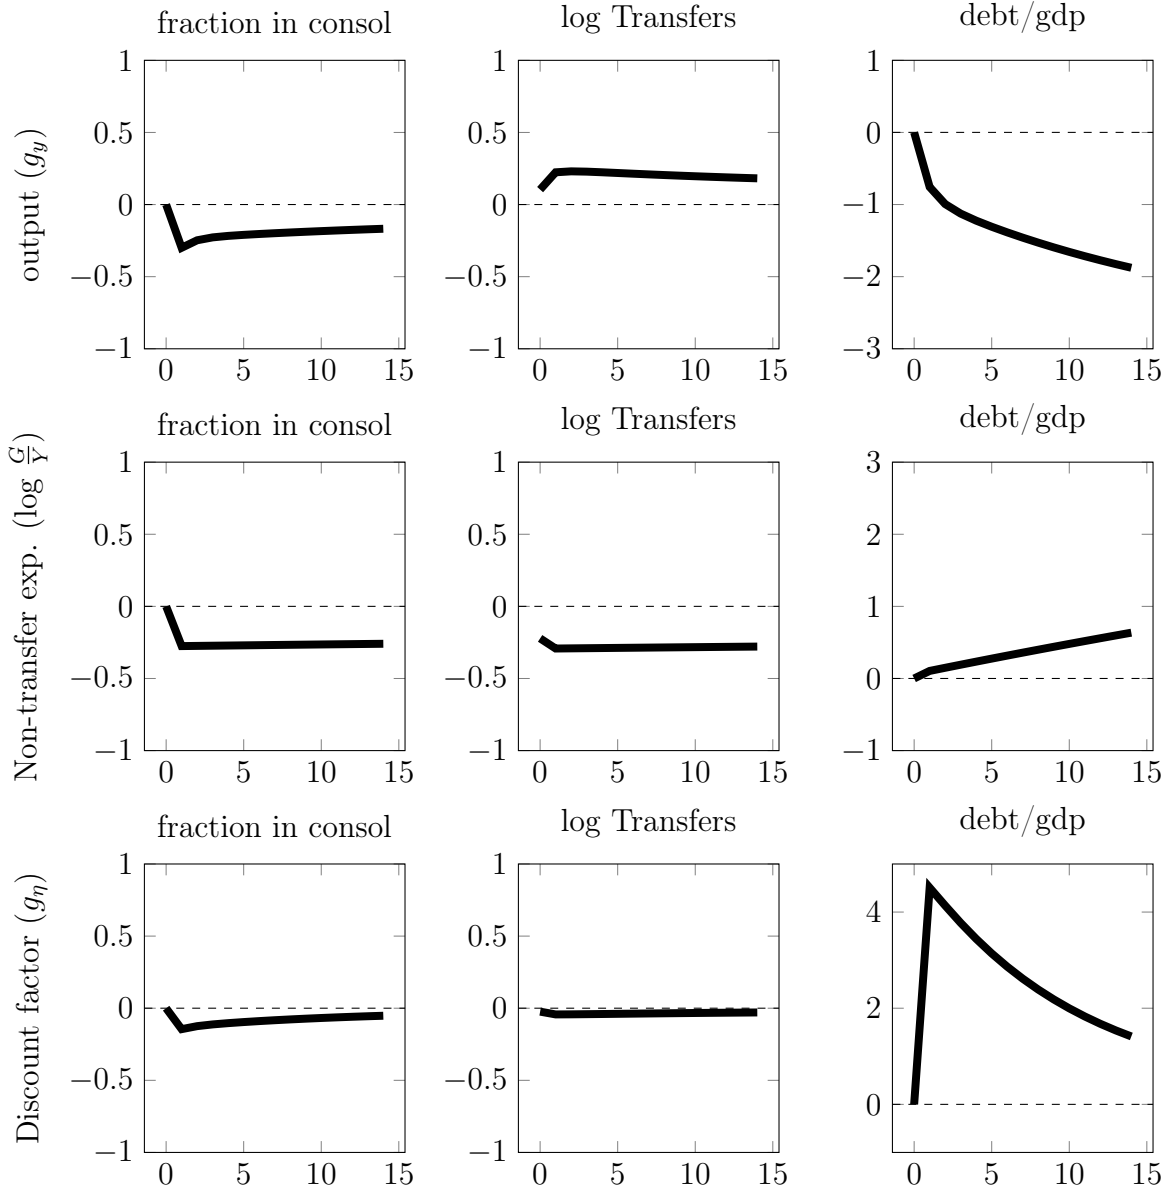 fraction in consol
log Transfers
debt/gdp
output (g_y)
1
0.5
0
−0.5
−1
0 5 10 15
1
0.5
0
−0.5
−1
0 5 10 15
1
0
−1
−2
−3
0 5 10 15
fraction in consol
log Transfers
debt/gdp
Non-transfer exp. (log G/Y)
1
0.5
0
−0.5
−1
0 5 10 15
1
0.5
0
−0.5
−1
0 5 10 15
3
2
1
0
−1
0 5 10 15
fraction in consol
log Transfers
debt/gdp
Discount factor (g_η)
1
0.5
0
−0.5
−1
0 5 10 15
1
0.5
0
−0.5
−1
0 5 10 15
4
2
0
0 5 10 15